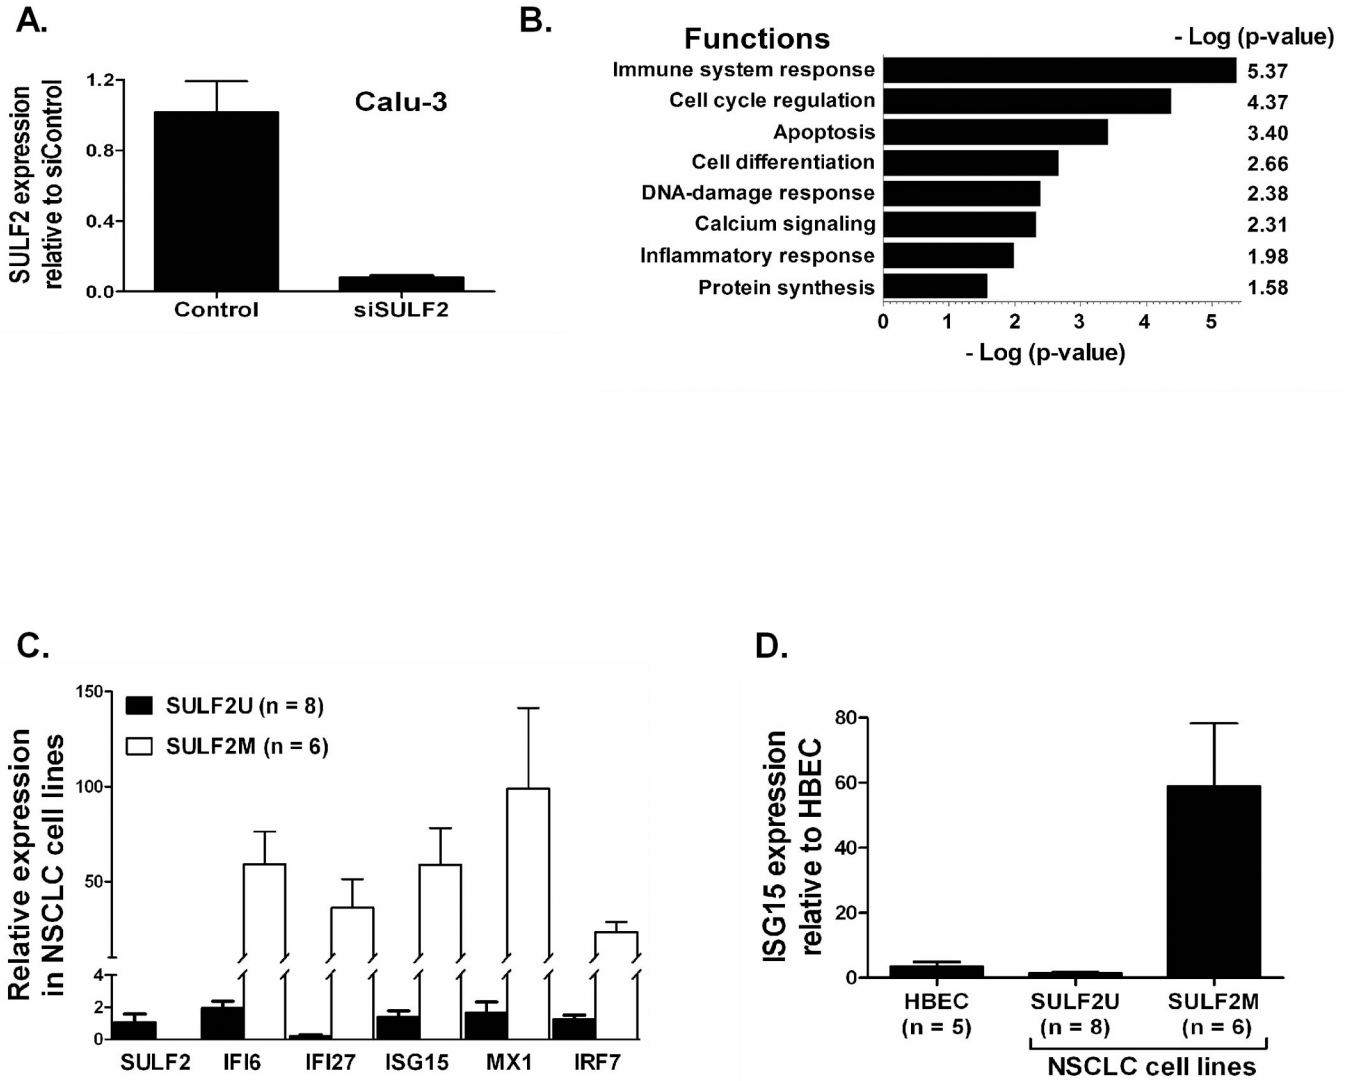 A.
SULF2 expression
relative to siControl
1.2
0.8
0.4
0.0
Calu-3
Control
siSULF2
B.
Functions
- Log (p-value)
Immune system response
5.37
Cell cycle regulation
4.37
Apoptosis
3.40
Cell differentiation
2.66
DNA-damage response
2.38
Calcium signaling
2.31
Inflammatory response
1.98
Protein synthesis
1.58
0 1 2 3 4 5
- Log (p-value)
C.
Relative expression
in NSCLC cell lines
150
100
50
4
2
0
SULF2U (n = 8)
SULF2M (n = 6)
SULF2 IFI6 IFI27 ISG15 MX1 IRF7
D.
ISG15 expression
relative to HBEC
80
60
40
20
0
HBEC
(n = 5)
SULF2U
(n = 8)
SULF2M
(n = 6)
NSCLC cell lines